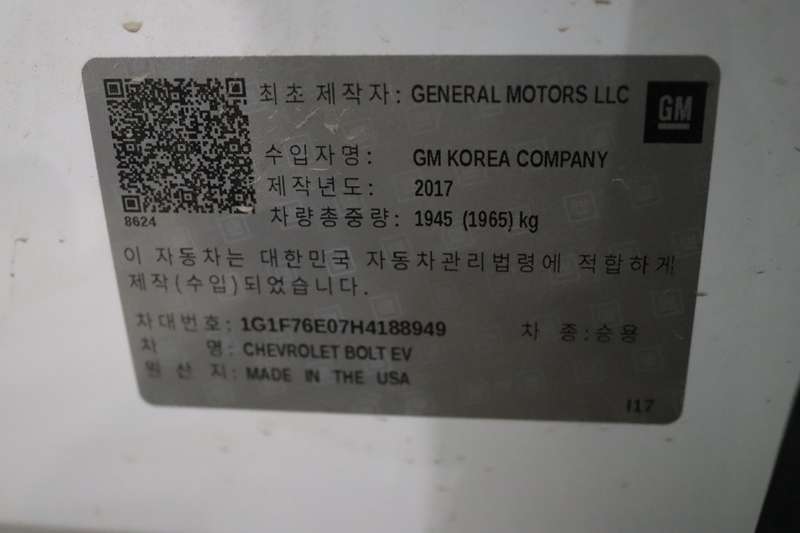 최초 제작자: GENERAL MOTORS LLC
GM
수입자명: GM KOREA COMPANY
제작년도: 2017
차량총중량: 1945 (1965) kg
8624
이 자동차는 대한민국 자동차관리법령에 적합하게
제작(수입)되었습니다.
차대번호: 1G1F76E07H4188949 차 종:승용
차 명: CHEVROLET BOLT EV
원산지: MADE IN THE USA
I17